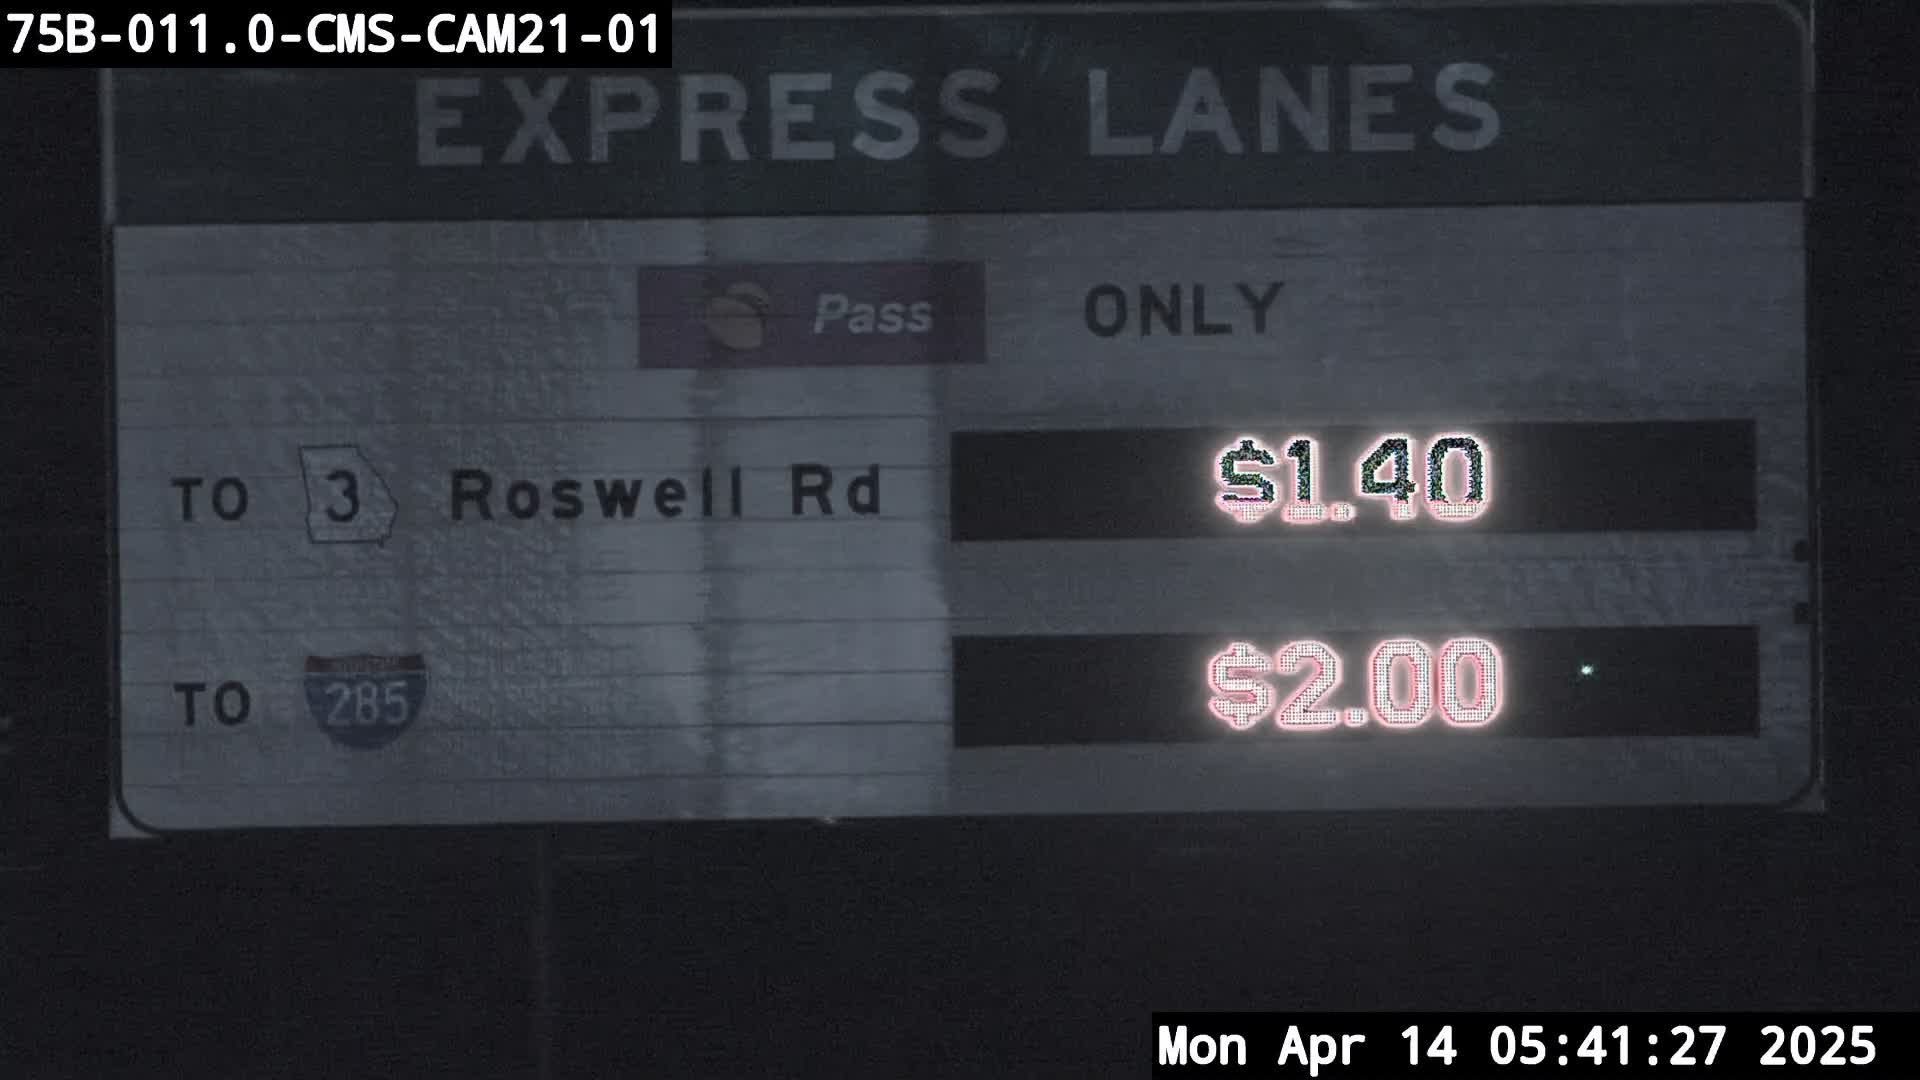 75B-011.0-CMS-CAM21-01
EXPRESS LANES
Pass ONLY
TO 3 Roswell Rd $1.40
TO 285 $2.00
Mon Apr 14 05:41:27 2025